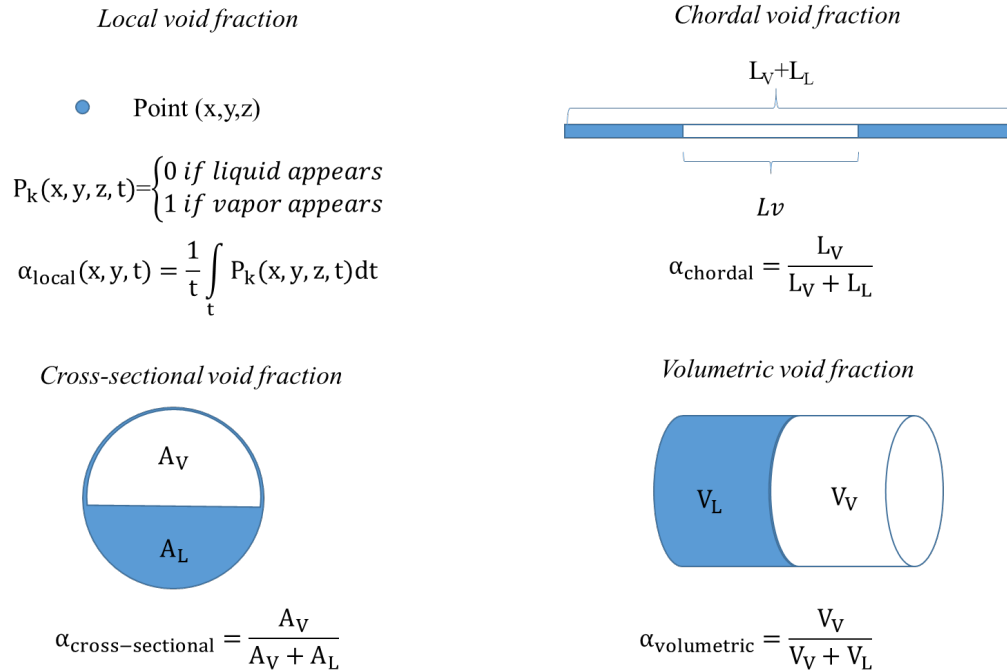 Local void fraction
Point (x,y,z)
P_k(x, y, z, t)={0 if liquid appears
1 if vapor appears
α_local(x, y, t) = 1/t ∫_t P_k(x, y, z, t)dt
Chordal void fraction
L_V+L_L
Lv
α_chordal = L_V/(L_V + L_L)
Cross-sectional void fraction
A_V
A_L
α_cross−sectional = A_V/(A_V + A_L)
Volumetric void fraction
V_L
V_V
α_volumetric = V_V/(V_V + V_L)